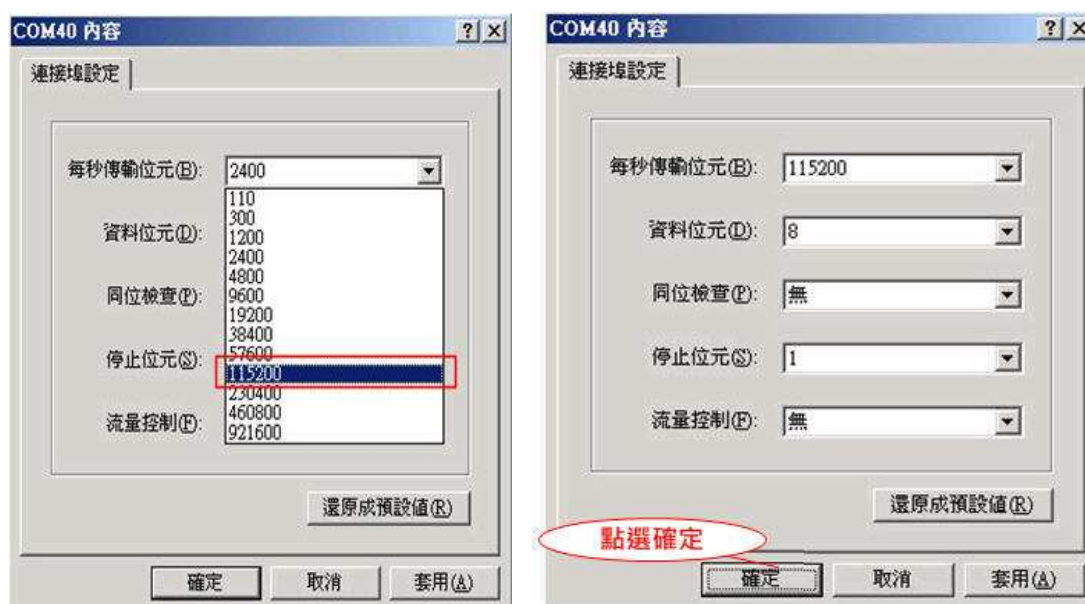 COM40 內容
連接埠設定
每秒傳輸位元(B): 2400
110
300
1200
資料位元(D):
2400
4800
同位檢查(P):
9600
19200
38400
停止位元(S):
57600
115200
230400
流量控制(F):
460800
921600
還原成預設值(R)
確定 取消 套用(A)
COM40 內容
連接埠設定
每秒傳輸位元(B): 115200
資料位元(D): 8
同位檢查(P): 無
停止位元(S): 1
流量控制(F): 無
還原成預設值(R)
點選確定
確定 取消 套用(A)